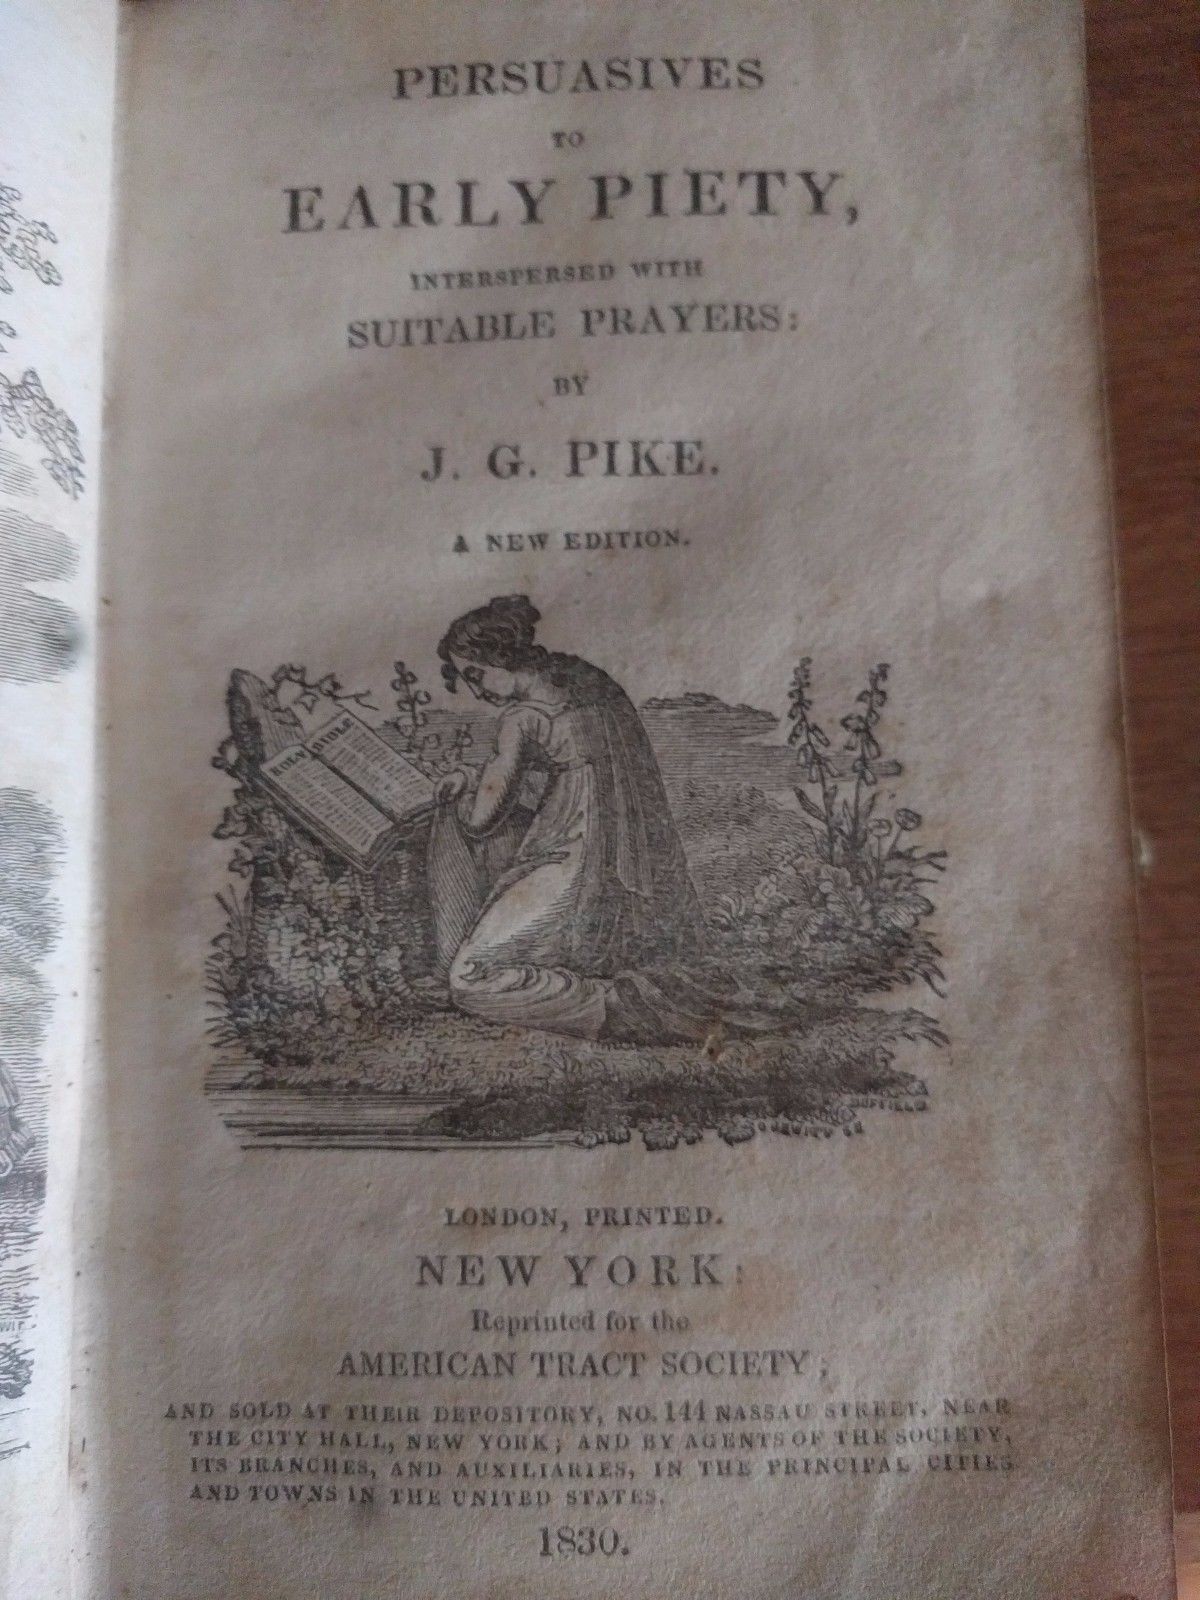 PERSUASIVES
TO
EARLY PIETY,
INTERSPERSED WITH
SUITABLE PRAYERS:
BY
J. G. PIKE.
A NEW EDITION.
HOLY BIBLE
DUFFIELD
LONDON, PRINTED.
NEW YORK:
Reprinted for the
AMERICAN TRACT SOCIETY,
AND SOLD AT THEIR DEPOSITORY, NO. 144 NASSAU STREET, NEAR
THE CITY HALL, NEW YORK; AND BY AGENTS OF THE SOCIETY,
ITS BRANCHES, AND AUXILIARIES, IN THE PRINCIPAL CITIES
AND TOWNS IN THE UNITED STATES.
1830.